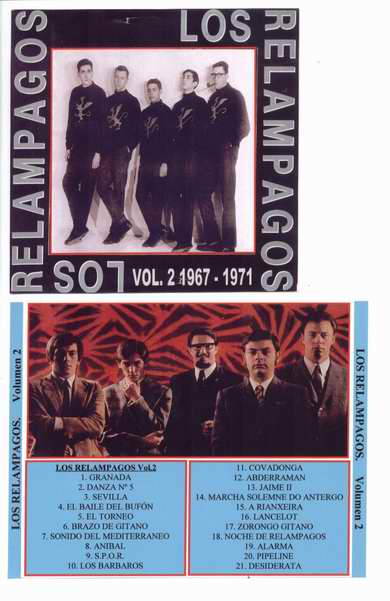 LOS
RELAMPAGOS
LOS
RELAMPAGOS
VOL. 2 1967 - 1971
LOS RELAMPAGOS. Volumen 2
LOS RELAMPAGOS Vol.2
1. GRANADA
2. DANZA Nº 5
3. SEVILLA
4. EL BAILE DEL BUFÓN
5. EL TORNEO
6. BRAZO DE GITANO
7. SONIDO DEL MEDITERRANEO
8. ANIBAL
9. S.P.Q.R.
10. LOS BARBAROS
11. COVADONGA
12. ABDERRAMAN
13. JAIME II
14. MARCHA SOLEMNE DO ANTERGO
15. A RIANXEIRA
16. LANCELOT
17. ZORONGO GITANO
18. NOCHE DE RELAMPAGOS
19. ALARMA
20. PIPELINE
21. DESIDERATA
LOS RELAMPAGOS. Volumen 2